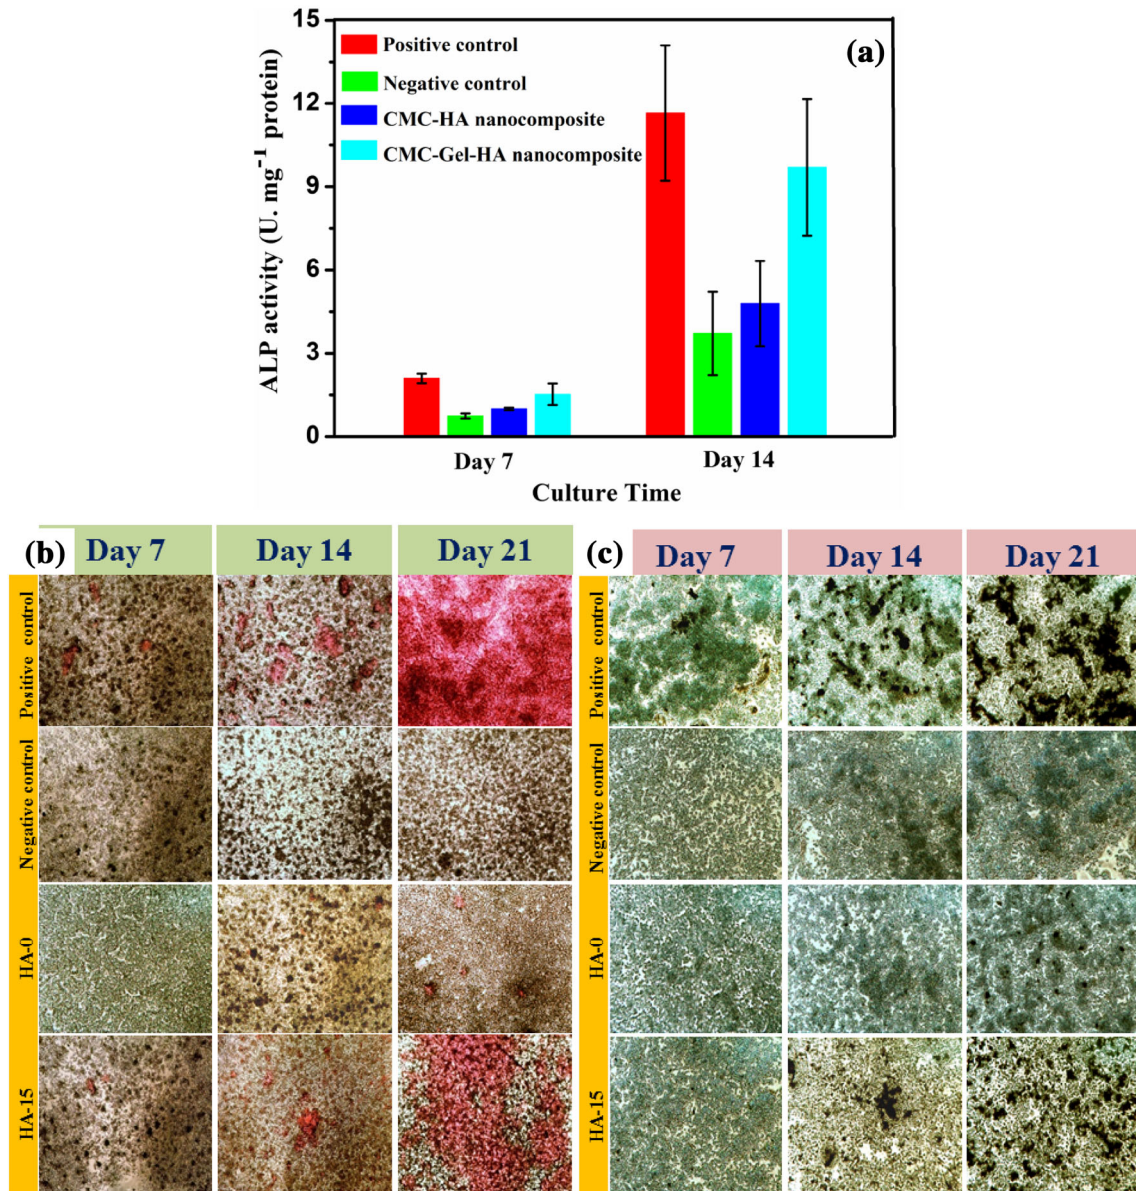 15
12
9
6
3
0
ALP activity (U. mg⁻¹ protein)
Positive control
Negative control
CMC-HA nanocomposite
CMC-Gel-HA nanocomposite
(a)
Day 7
Day 14
Culture Time
(b)
Day 7
Day 14
Day 21
Positive control
Negative control
HA-0
HA-15
(c)
Day 7
Day 14
Day 21
Positive control
Negative control
HA-0
HA-15